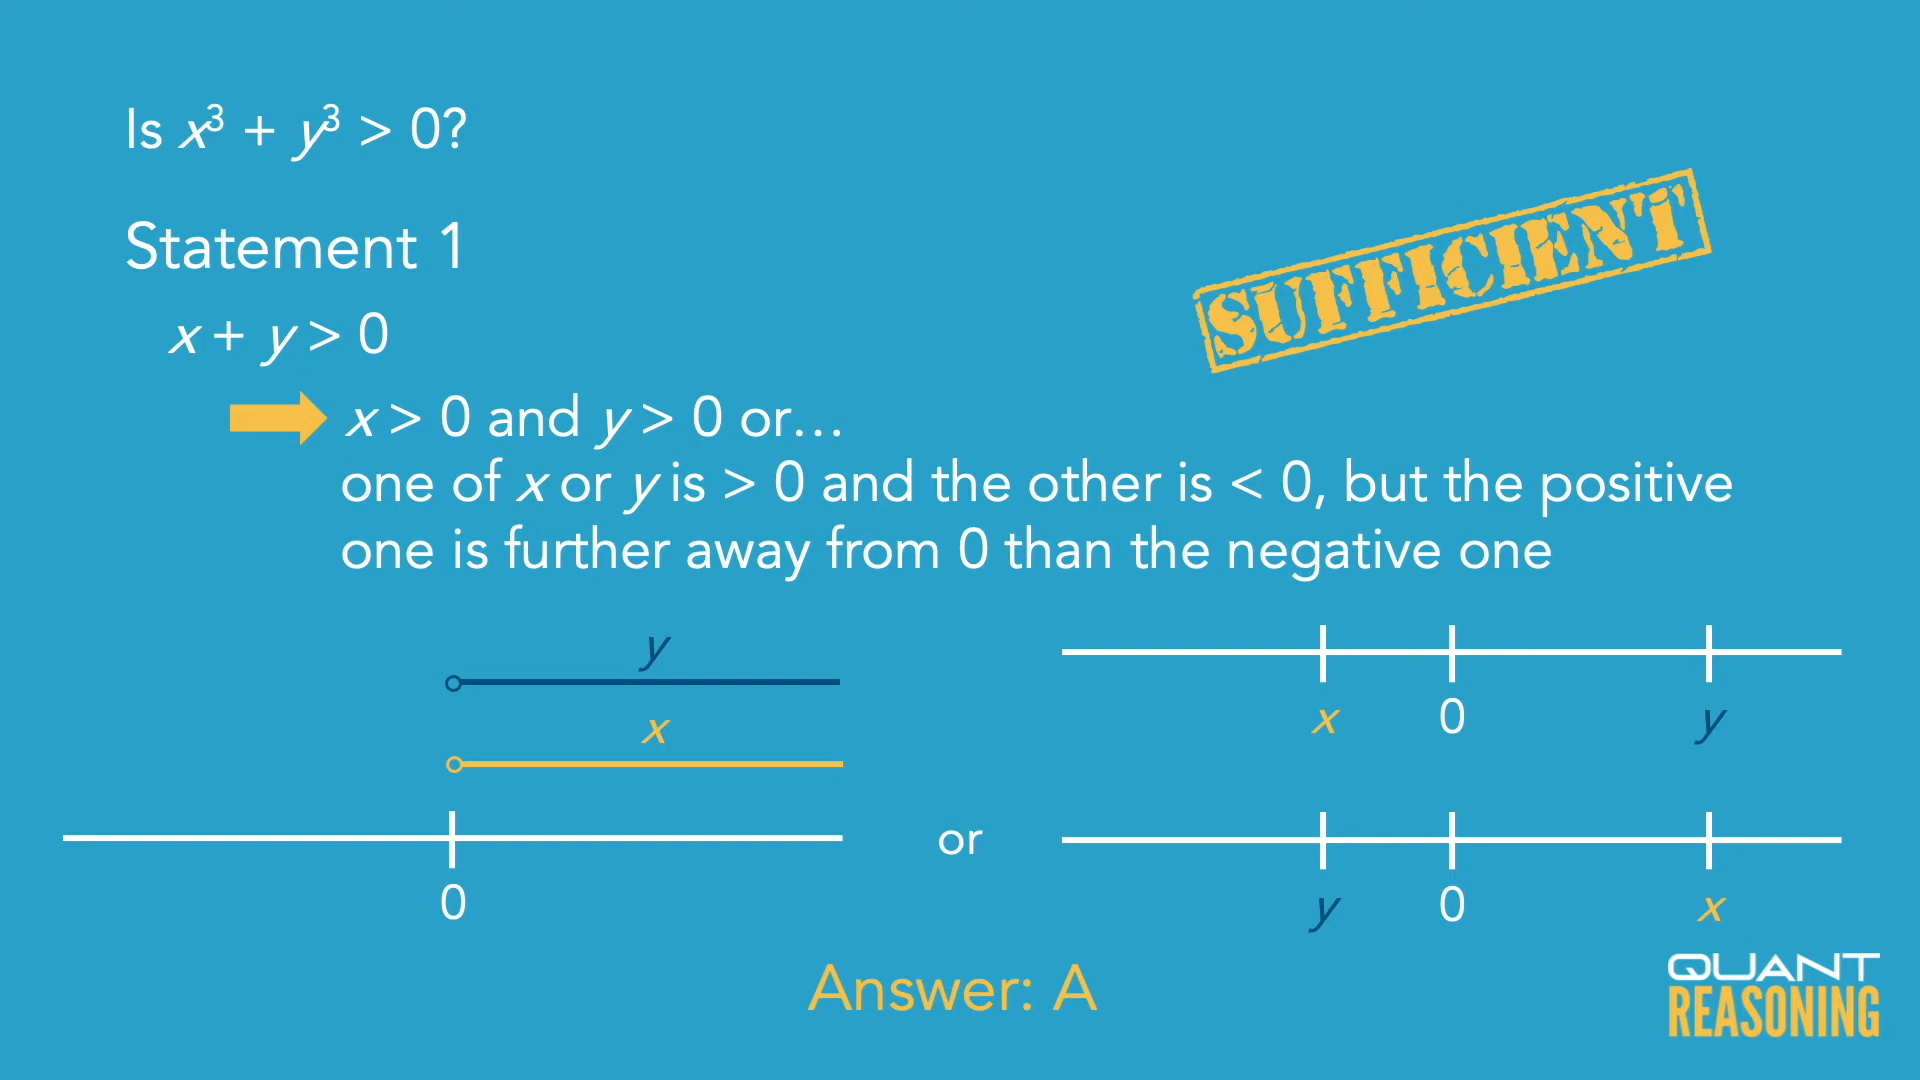 Is x³ + y³ > 0?
SUFFICIENT
Statement 1
x + y > 0
x > 0 and y > 0 or…
one of x or y is > 0 and the other is < 0, but the positive
one is further away from 0 than the negative one
y
x
0
or
x 0 y
y 0 x
Answer: A
QUANT
REASONING